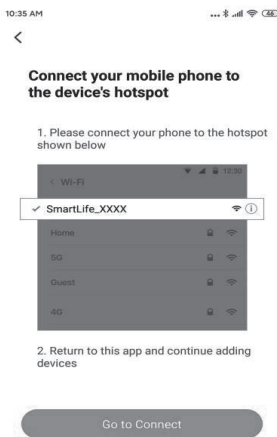 10:35 AM
46
Connect your mobile phone to
the device's hotspot
1. Please connect your phone to the hotspot
shown below
12:30
Wi-Fi
SmartLife_XXXX
Home
5G
Guest
4G
2. Return to this app and continue adding
devices
Go to Connect